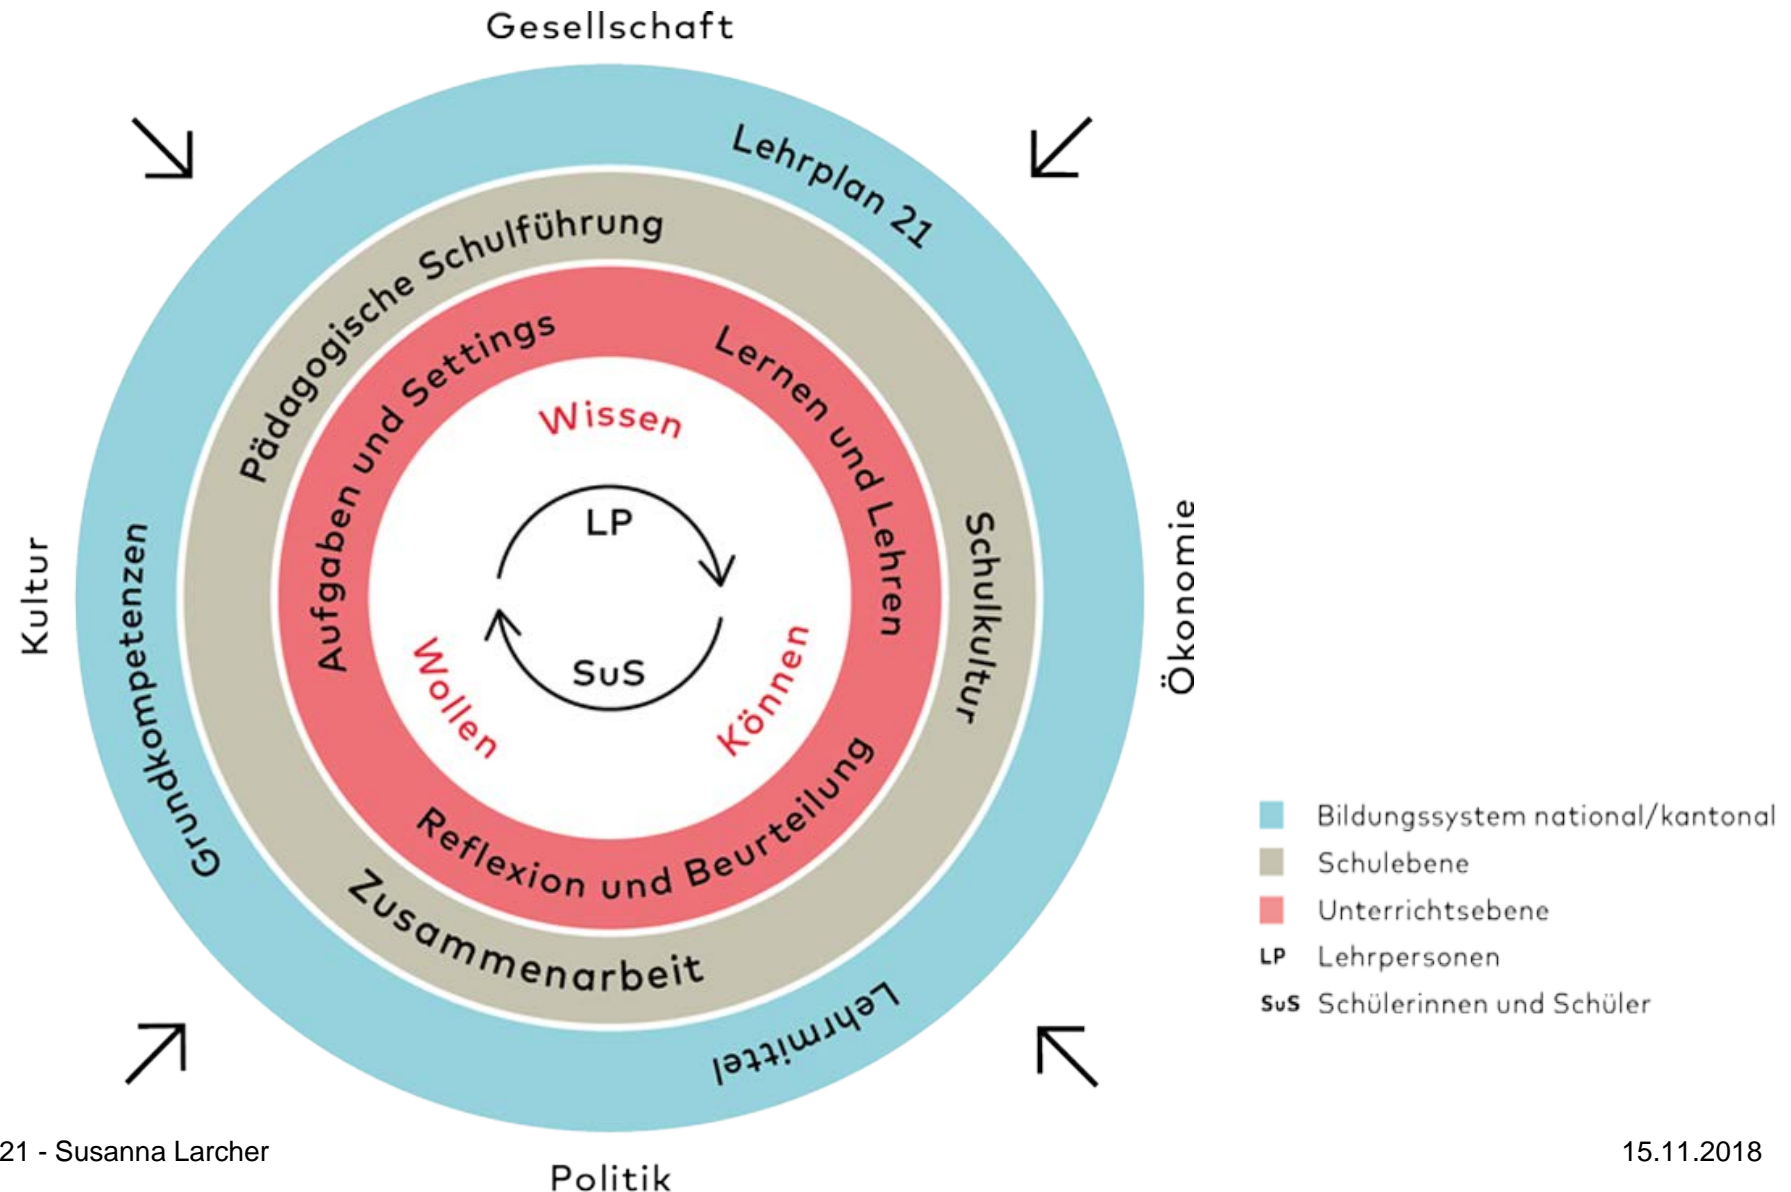 Gesellschaft
Lehrplan 21
Pädagogische Schulführung
Aufgaben und Settings
Lernen und Lehren
Wissen
LP
Kultur
Grundkompetenzen
Schulkultur
Ökonomie
SuS
Wollen
Können
Reflexion und Beurteilung
Zusammenarbeit
Lehrmittel
Bildungssystem national/kantonal
Schulebene
Unterrichtsebene
LP Lehrpersonen
SuS Schülerinnen und Schüler
21 - Susanna Larcher
15.11.2018
Politik